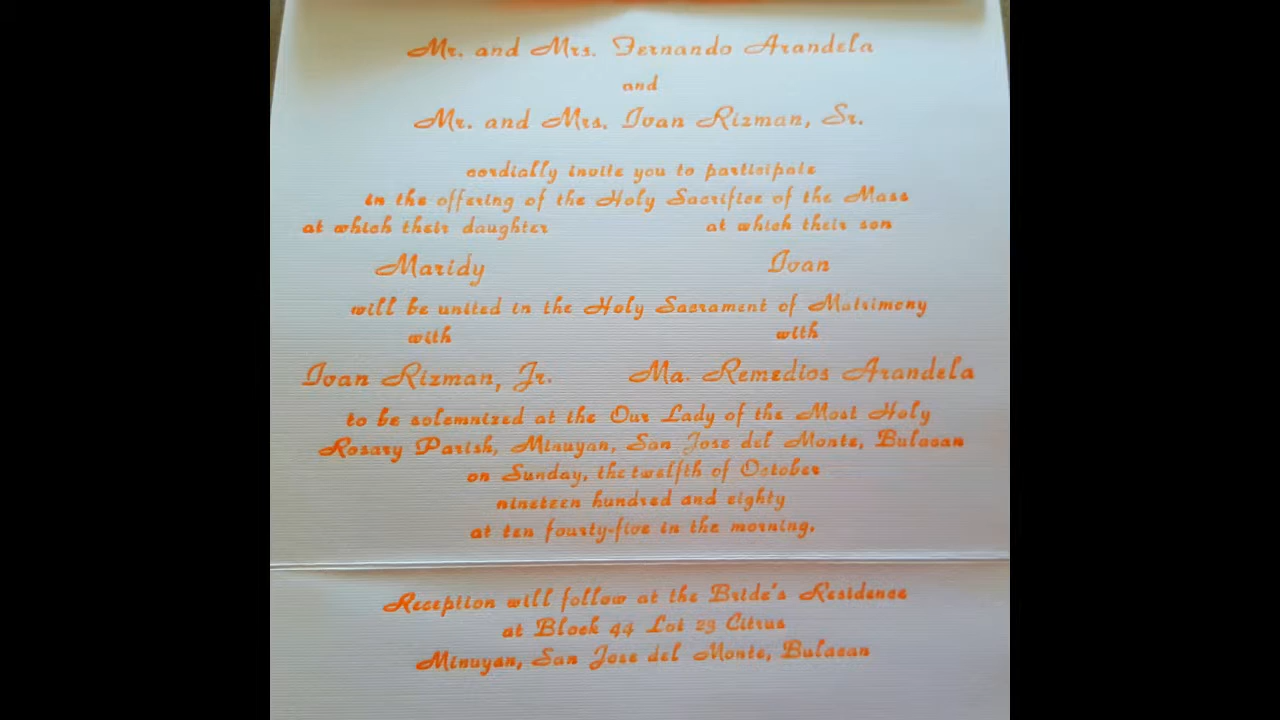 Mr. and Mrs. Fernando Arandela
and
Mr. and Mrs. Ivan Rizman, Sr.
cordially invite you to participate
in the offering of the Holy Sacrifice of the Mass
at which their daughter at which their son
Maridy Ivan
will be united in the Holy Sacrament of Matrimony
with with
Ivan Rizman, Jr. Ma. Remedios Arandela
to be solemnized at the Our Lady of the Most Holy
Rosary Parish, Minuyan, San Jose del Monte, Bulacan
on Sunday, the twelfth of October
nineteen hundred and eighty
at ten fourty-five in the morning.
Reception will follow at the Bride's Residence
at Block 44 Lot 23 Citrus
Minuyan, San Jose del Monte, Bulacan